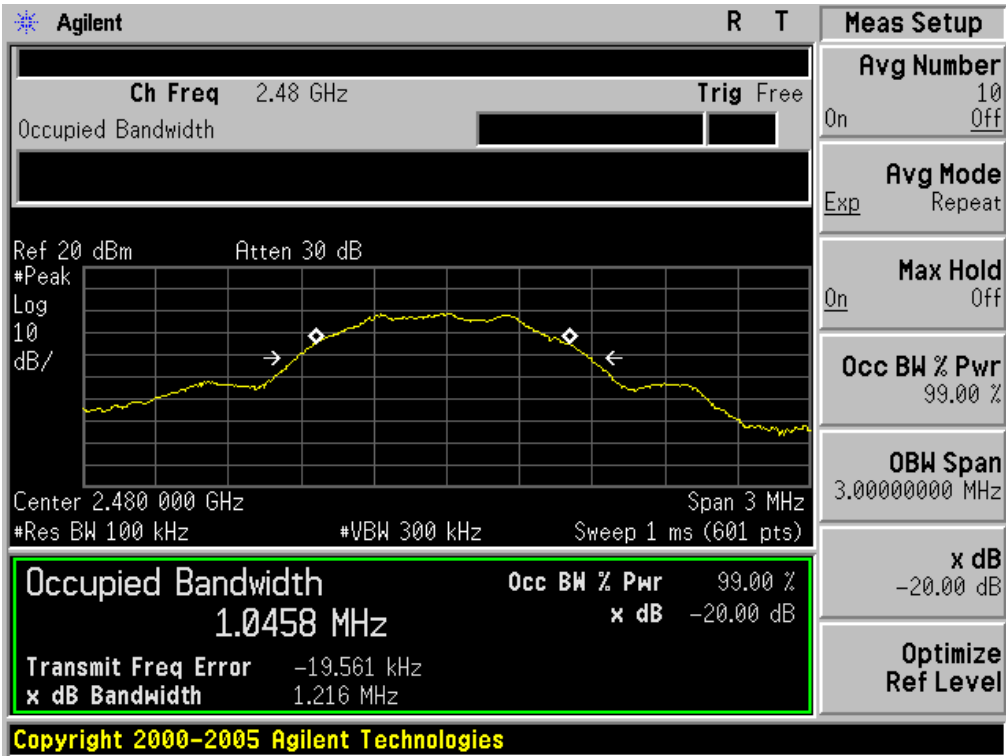 Agilent R T
Ch Freq 2.48 GHz Trig Free
Occupied Bandwidth
Ref 20 dBm Atten 30 dB
#Peak
Log
10
dB/
Center 2.480 000 GHz Span 3 MHz
#Res BW 100 kHz #VBW 300 kHz Sweep 1 ms (601 pts)
Occupied Bandwidth Occ BW % Pwr 99.00 %
1.0458 MHz x dB -20.00 dB
Transmit Freq Error -19.561 kHz
x dB Bandwidth 1.216 MHz
Copyright 2000-2005 Agilent Technologies
Meas Setup
Avg Number
10
On Off
Avg Mode
Exp Repeat
Max Hold
On Off
Occ BW % Pwr
99.00 %
OBW Span
3.00000000 MHz
x dB
-20.00 dB
Optimize
Ref Level